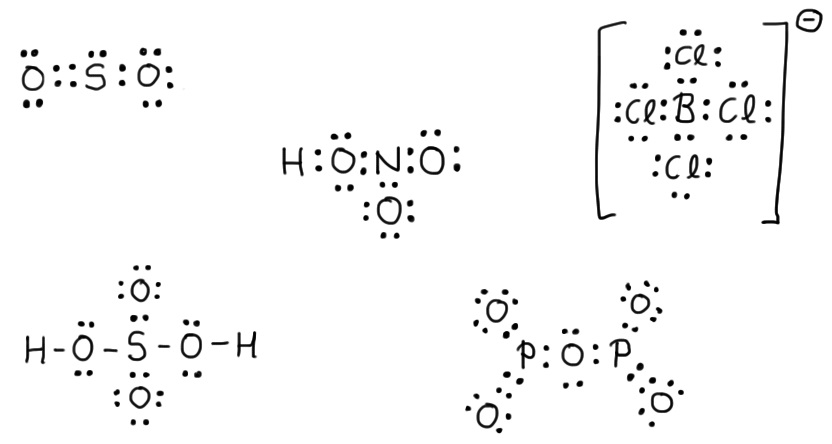 O::S:O:
H:O:N:O:
:O:
⊖
:Cl:
:Cl:B:Cl:
:Cl:
:O:
H-O-S-O-H
:O:
O O
P:O:P
O O